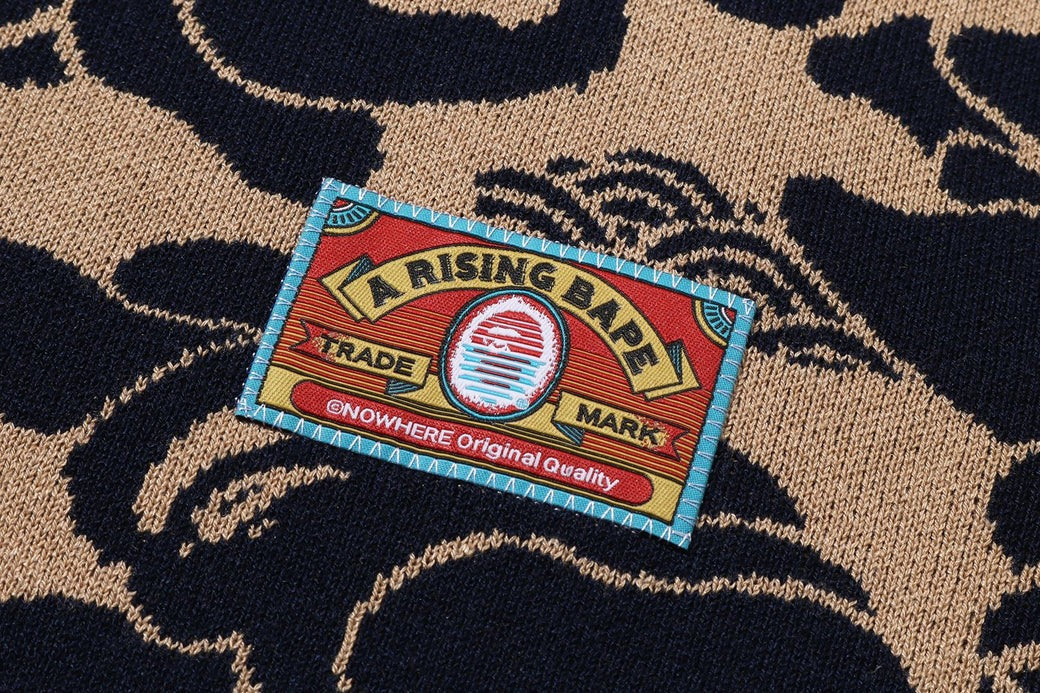 A RISING BAPE
TRADE MARK
©NOWHERE Original Quality